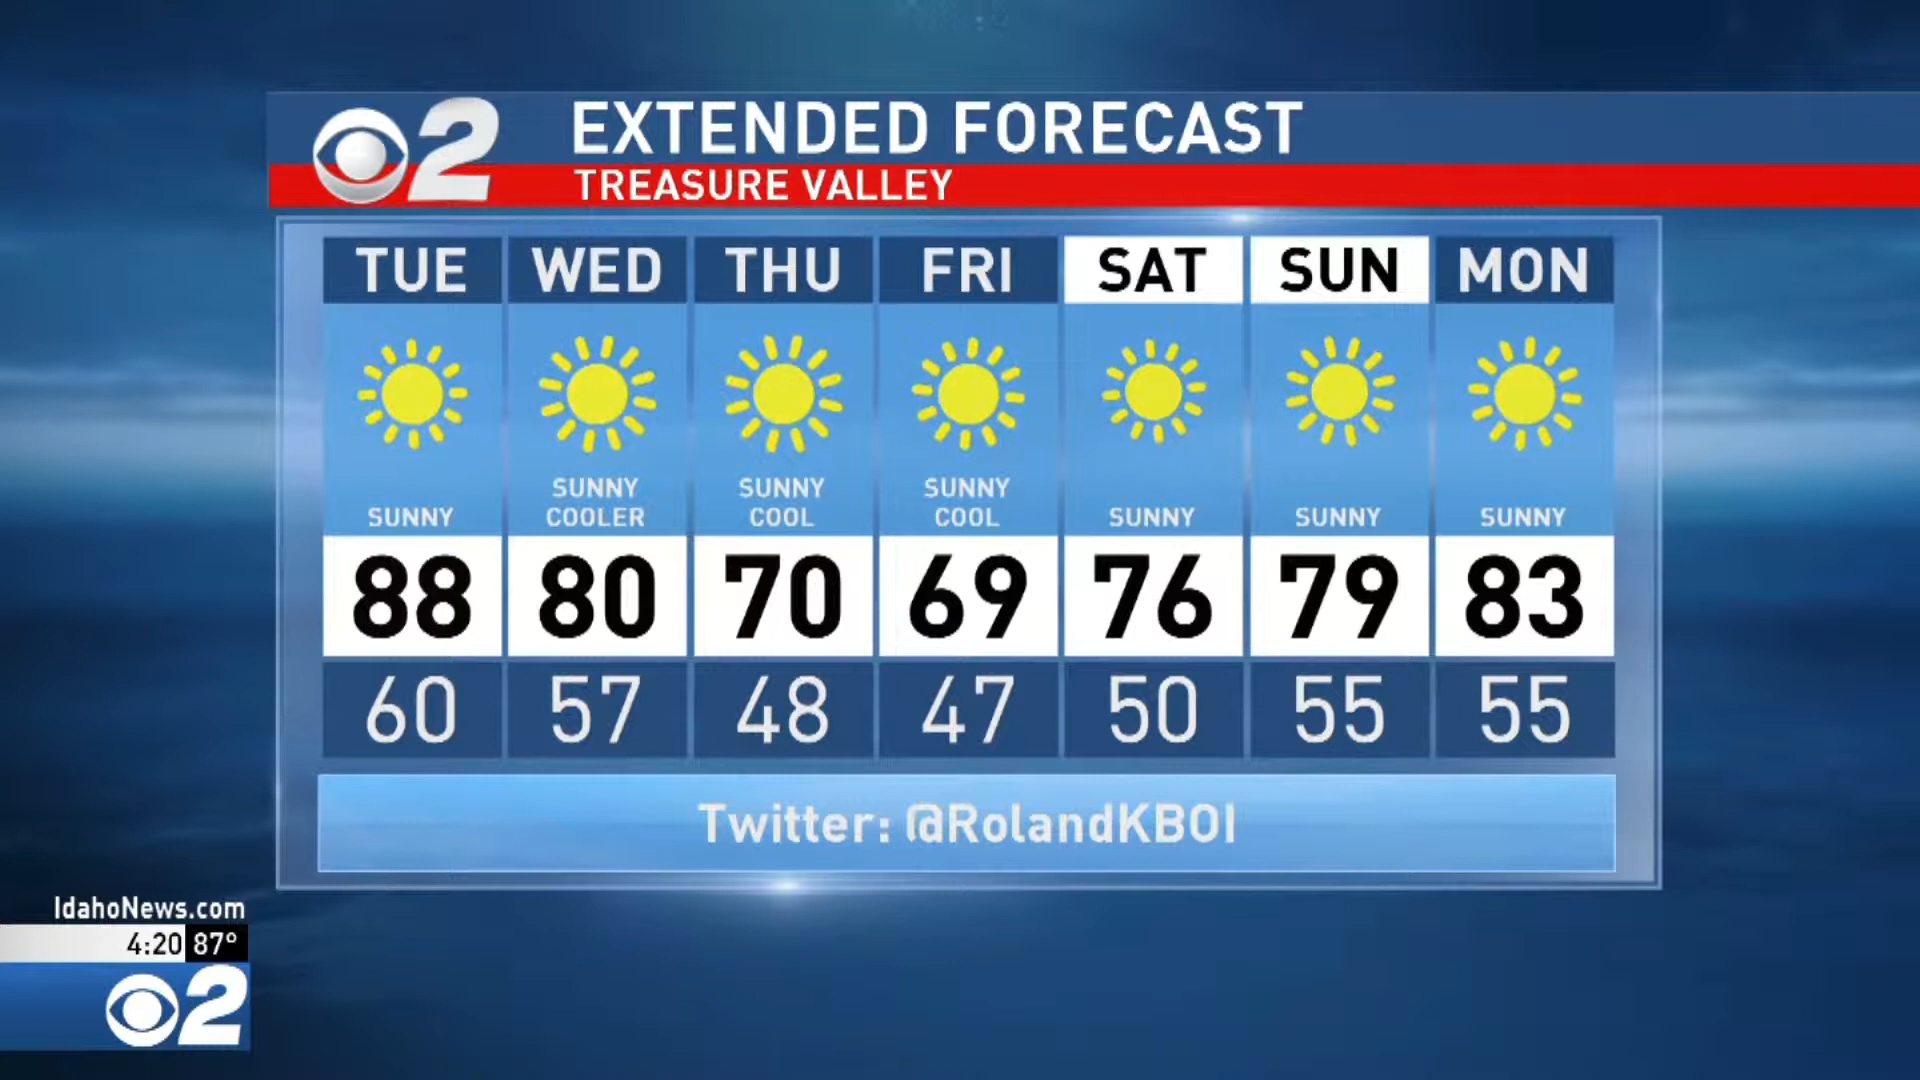 2 EXTENDED FORECAST
TREASURE VALLEY
TUE WED THU FRI SAT SUN MON
SUNNY SUNNY COOLER SUNNY COOL SUNNY COOL SUNNY SUNNY SUNNY
88 80 70 69 76 79 83
60 57 48 47 50 55 55
Twitter: @RolandKBOI
IdahoNews.com
4:20 87°
2